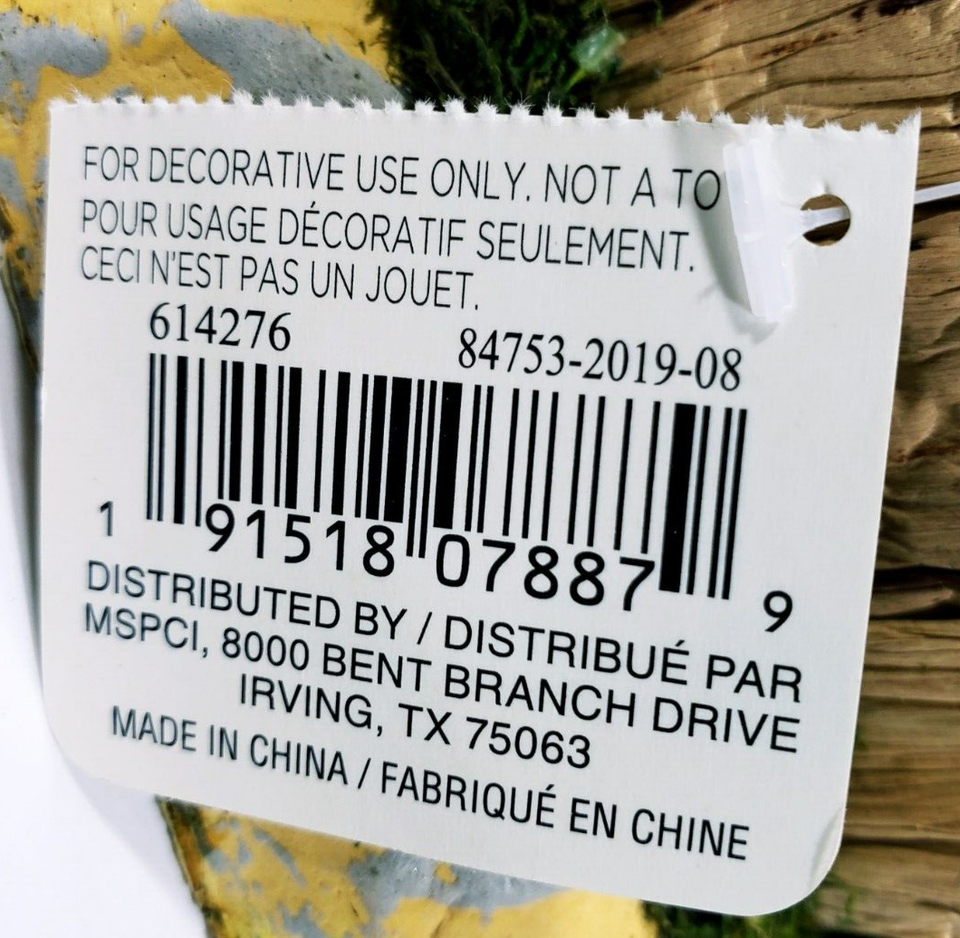 FOR DECORATIVE USE ONLY. NOT A TO
POUR USAGE DÉCORATIF SEULEMENT.
CECI N'EST PAS UN JOUET.
614276 84753-2019-08
1 91518 07887 9
DISTRIBUTED BY / DISTRIBUÉ PAR
MSPCI, 8000 BENT BRANCH DRIVE
IRVING, TX 75063
MADE IN CHINA / FABRIQUÉ EN CHINE